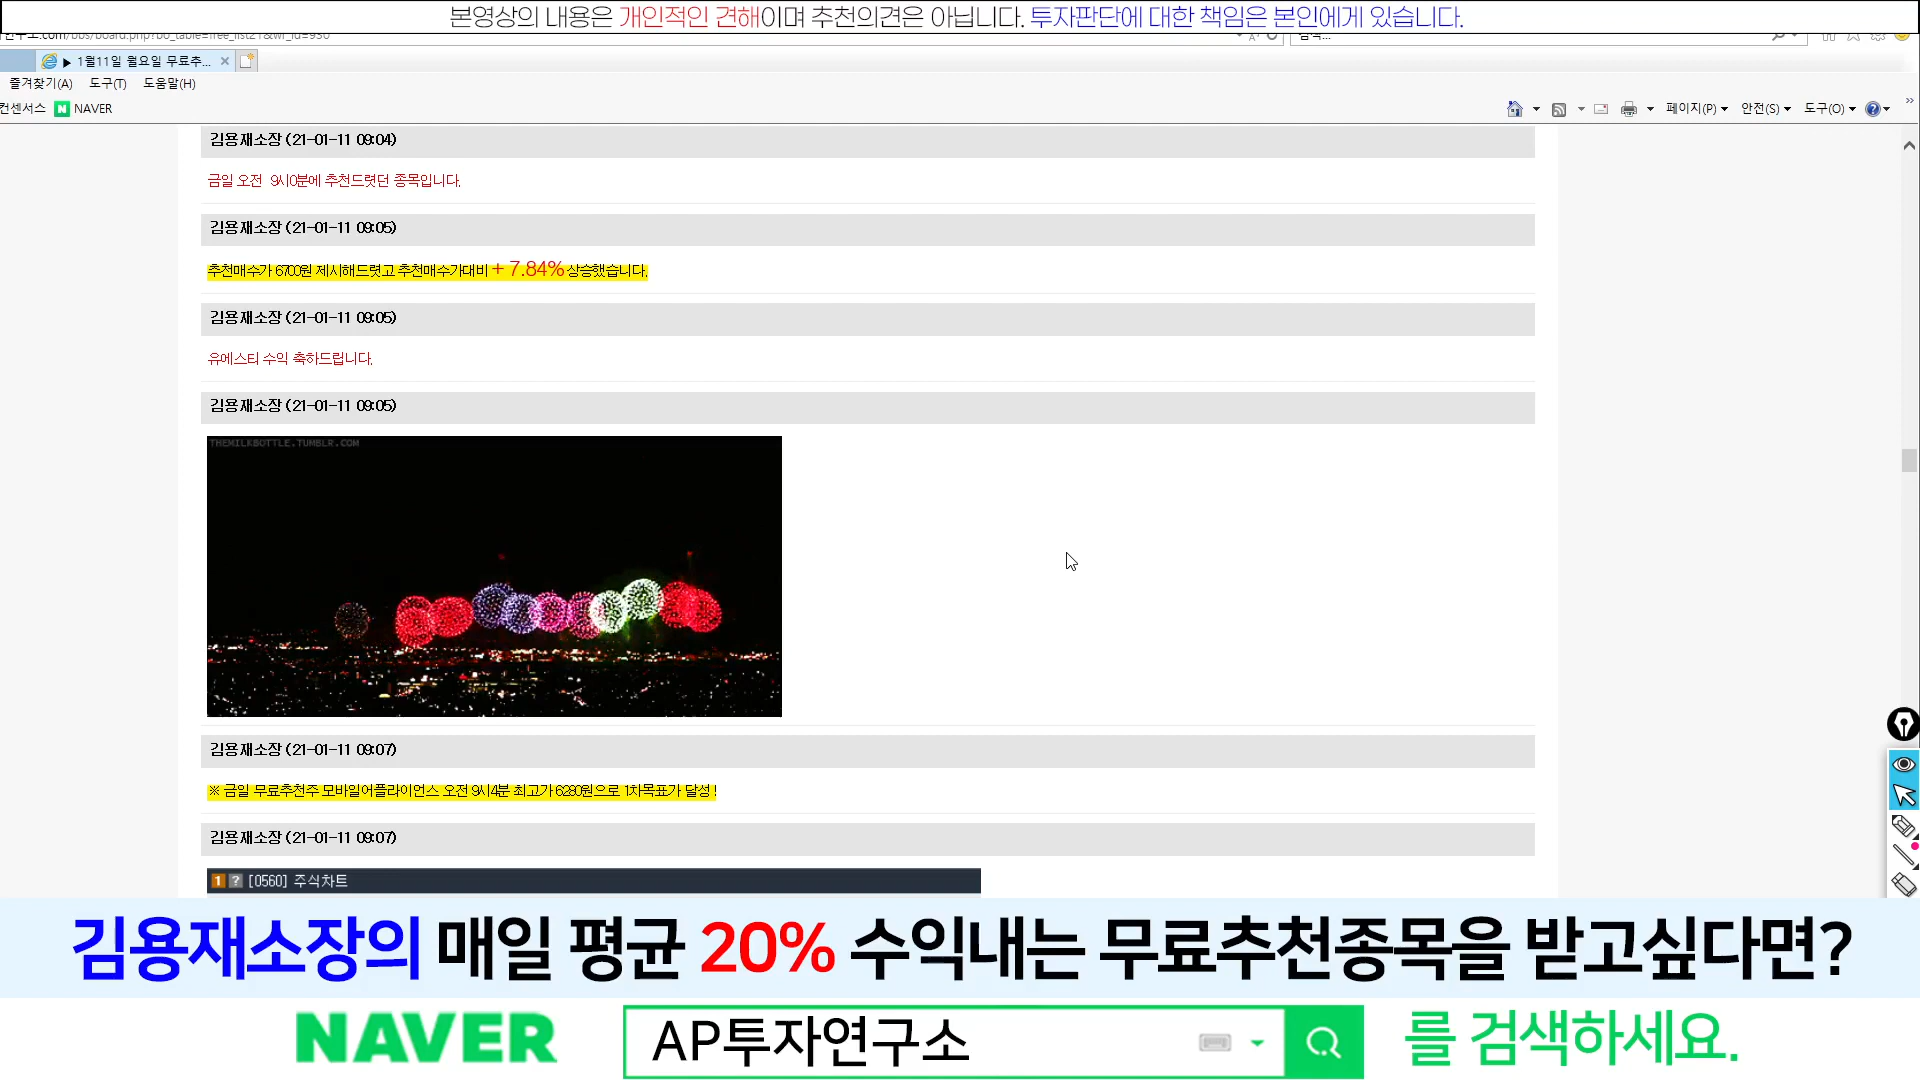 본영상의 내용은 개인적인 견해이며 추천의견은 아닙니다. 투자판단에 대한 책임은 본인에게 있습니다.
검색...
▶ 1월11일 월요일 무료추...
즐겨찾기(A) 도구(T) 도움말(H)
컨센서스 NAVER
페이지(P) 안전(S) 도구(O)
김용재소장 (21-01-11 09:04)
금일 오전 9시0분에 추천드렷던 종목입니다.
김용재소장 (21-01-11 09:05)
추천매수가 6700원 제시해드렷고 추천매수가대비 + 7.84% 상승했습니다.
김용재소장 (21-01-11 09:05)
유에스티 수익 축하드립니다.
김용재소장 (21-01-11 09:05)
THEMILKBOTTLE.TUMBLR.COM
김용재소장 (21-01-11 09:07)
※ 금일 무료추천주 모바일어플라이언스 오전 9시4분 최고가 6280원으로 1차목표가 달성 !
김용재소장 (21-01-11 09:07)
1 ? [0560] 주식차트
김용재소장의 매일 평균 20% 수익내는 무료추천종목을 받고싶다면?
NAVER AP투자연구소 를 검색하세요.